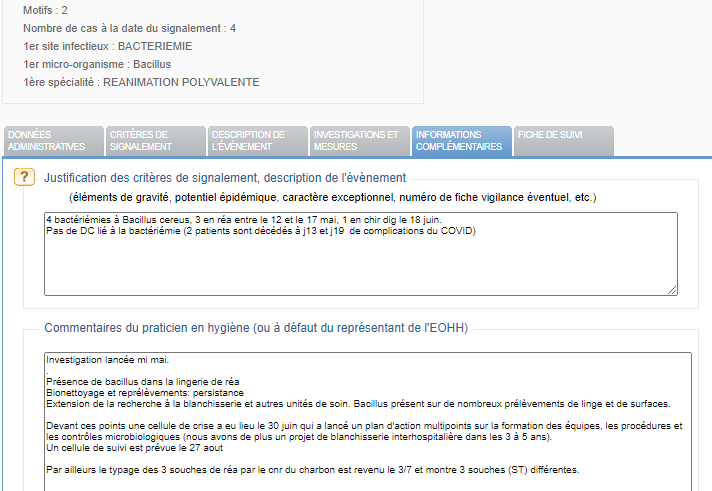 Motifs : 2
Nombre de cas à la date du signalement : 4
1er site infectieux : BACTERIEMIE
1er micro-organisme : Bacillus
1ère spécialité : REANIMATION POLYVALENTE
DONNÉES ADMINISTRATIVES
CRITÈRES DE SIGNALEMENT
DESCRIPTION DE L'ÉVÈNEMENT
INVESTIGATIONS ET MESURES
INFORMATIONS COMPLÉMENTAIRES
FICHE DE SUIVI
?
Justification des critères de signalement, description de l'évènement
(éléments de gravité, potentiel épidémique, caractère exceptionnel, numéro de fiche vigilance éventuel, etc.)
4 bactériémies à Bacillus cereus, 3 en réa entre le 12 et le 17 mai, 1 en chir dig le 18 juin.
Pas de DC lié à la bactériémie (2 patients sont décédés à j13 et j19  de complications du COVID)
Commentaires du praticien en hygiène (ou à défaut du représentant de l'EOHH)
Investigation lancée mi mai.
.
Présence de bacillus dans la lingerie de réa
Bionettoyage et reprélèvements: persistance
Extension de la recherche à la blanchisserie et autres unités de soin. Bacillus présent sur de nombreux prélèvements de linge et de surfaces.
Devant ces points une cellule de crise a eu lieu le 30 juin qui a lancé un plan d'action multipoints sur la formation des équipes, les procédures et
les contrôles microbiologiques (nous avons de plus un projet de blanchisserie interhospitalière dans les 3 à 5 ans).
Un cellule de suivi est prévue le 27 aout
Par ailleurs le typage des 3 souches de réa par le cnr du charbon est revenu le 3/7 et montre 3 souches (ST) différentes.